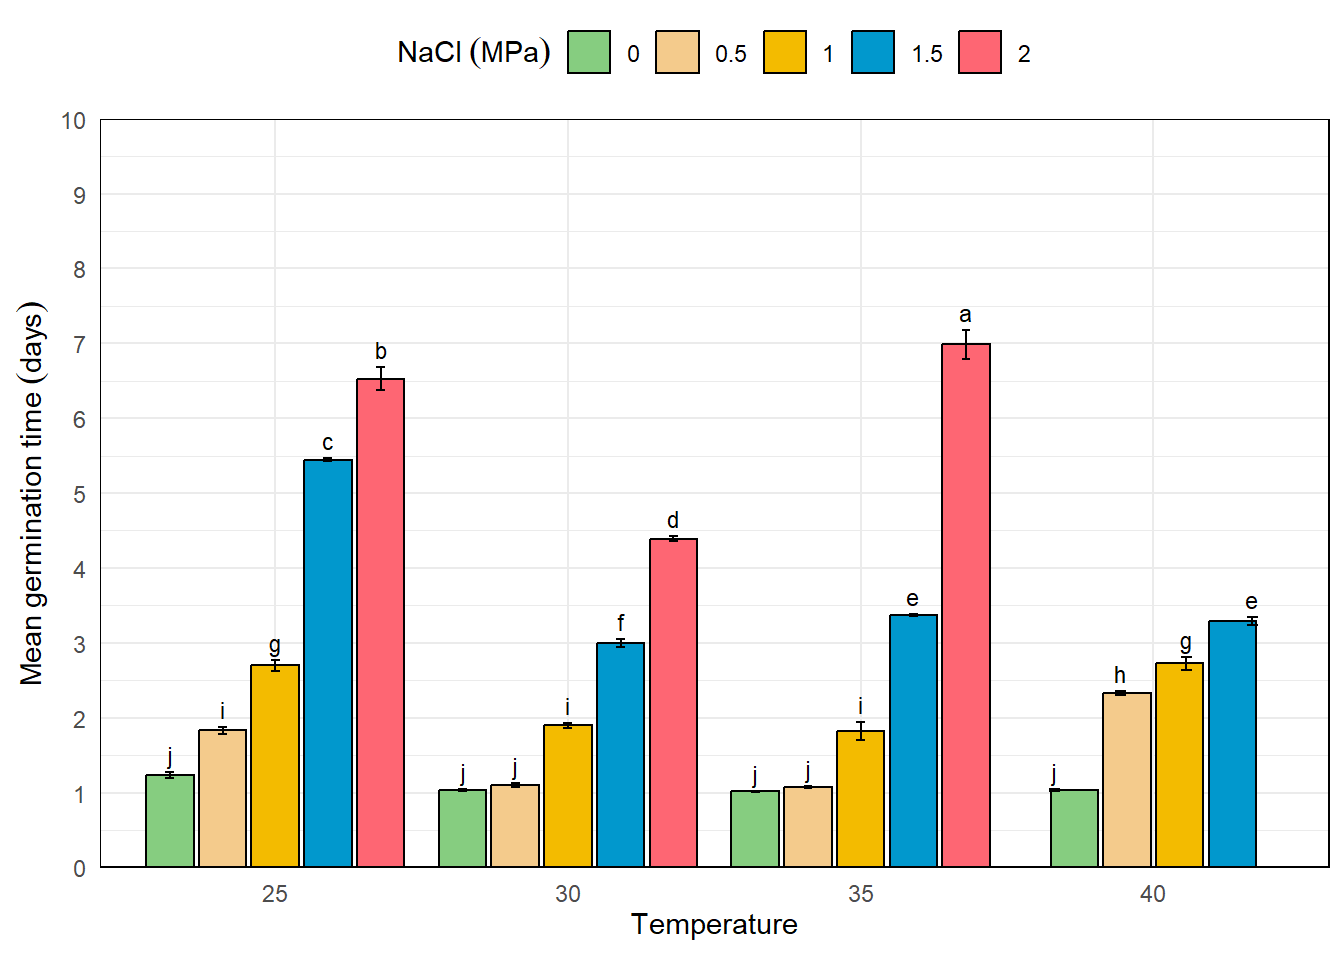 NaCl (MPa) 0 0.5 1 1.5 2
10
9
8
7
6
5
4
3
2
1
0
Mean germination time (days)
j i g c b
j j i f d
j j i e a
j h g e
25 30 35 40
Temperature